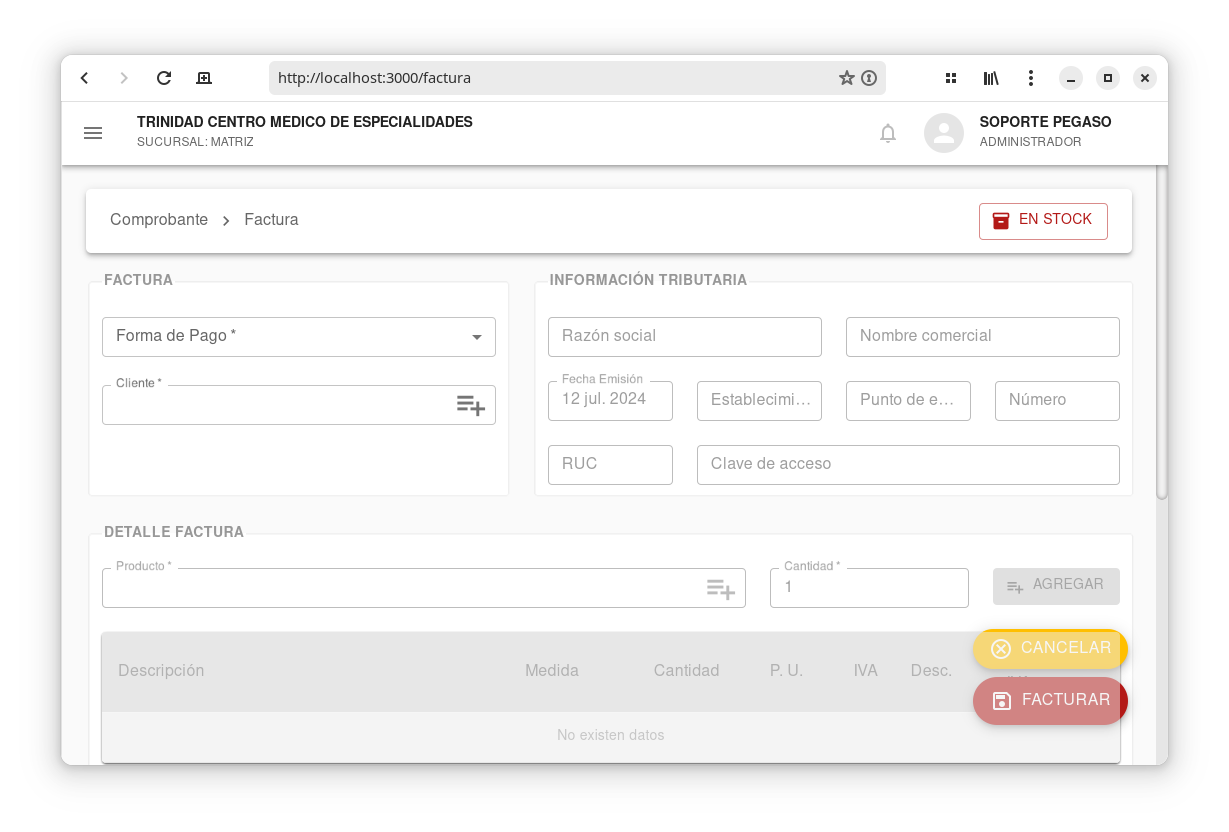 http://localhost:3000/factura
TRINIDAD CENTRO MEDICO DE ESPECIALIDADES
SUCURSAL: MATRIZ
SOPORTE PEGASO
ADMINISTRADOR
Comprobante > Factura
EN STOCK
FACTURA
Forma de Pago *
Cliente *
INFORMACIÓN TRIBUTARIA
Razón social
Nombre comercial
Fecha Emisión
12 jul. 2024
Establecimi...
Punto de e...
Número
RUC
Clave de acceso
DETALLE FACTURA
Producto *
Cantidad *
1
AGREGAR
Descripción Medida Cantidad P. U. IVA Desc.
No existen datos
CANCELAR
FACTURAR